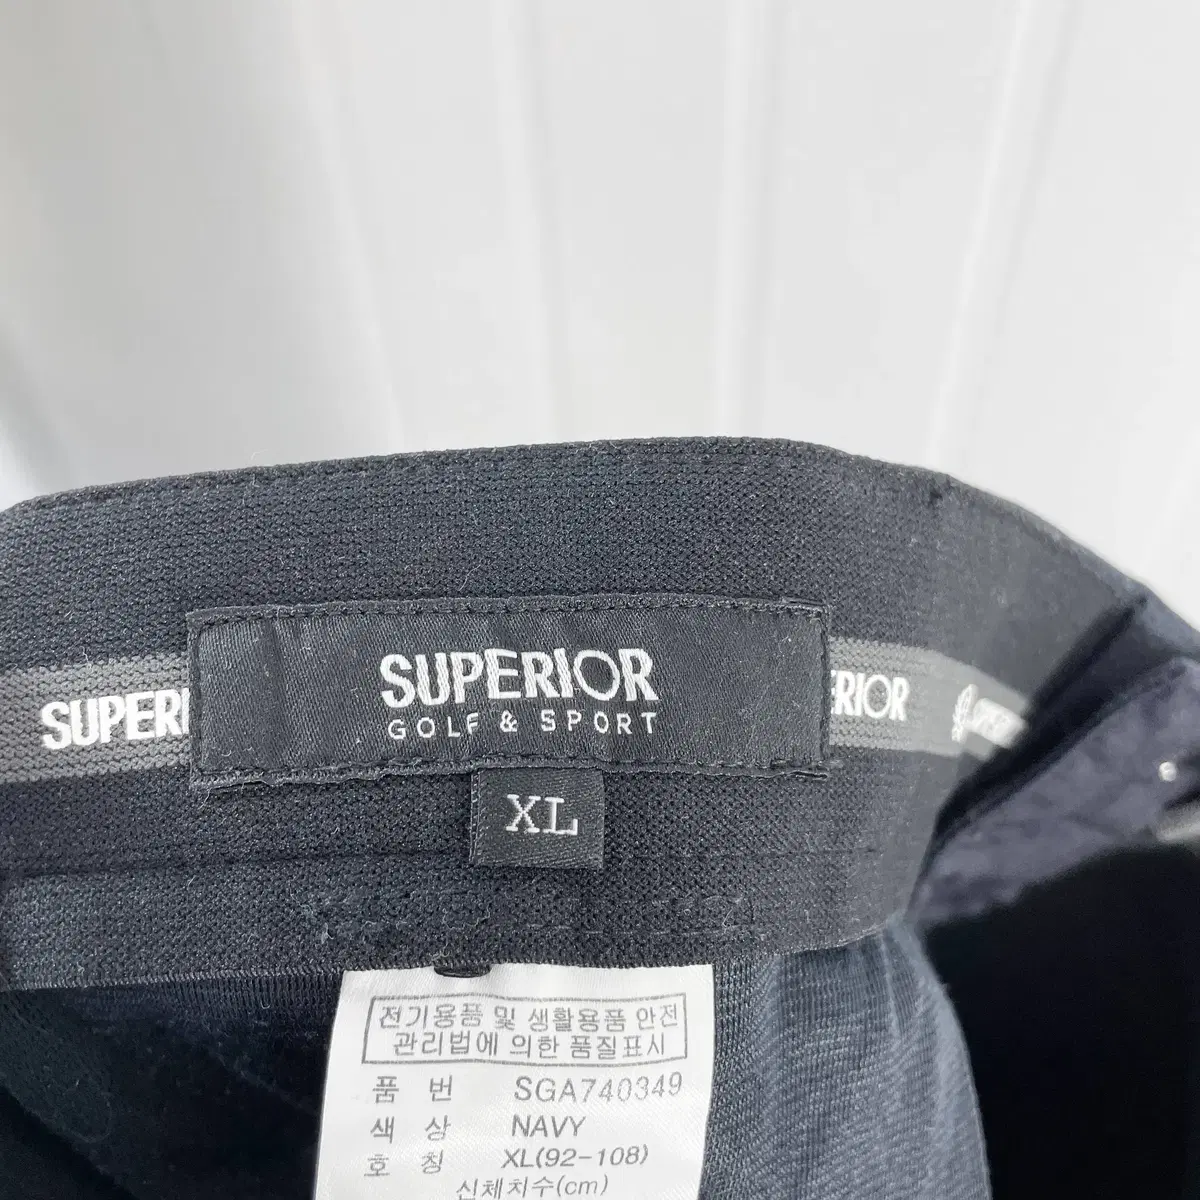 SUPERIOR
GOLF & SPORT
SUPERI
RIOR
XL
전기용품 및 생활용품 안전
관리법에 의한 품질표시
품 번 SGA740349
색 상 NAVY
호 칭 XL(92-108)
신체치수(cm)